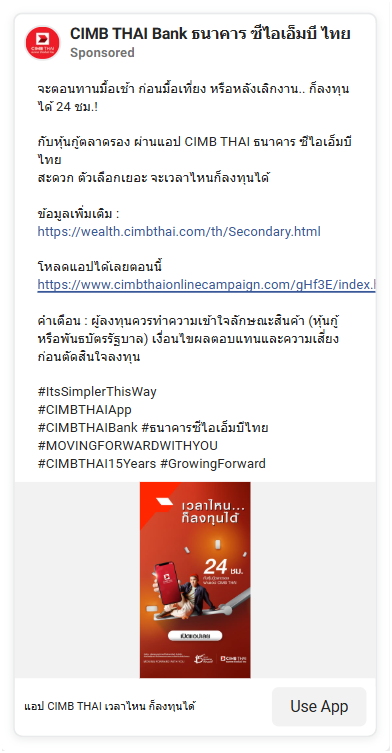 CIMB THAI Bank ธนาคาร ซีไอเอ็มบี ไทย
Sponsored
จะตอนทานมื้อเช้า ก่อนมื้อเที่ยง หรือหลังเลิกงาน.. ก็ลงทุน
ได้ 24 ชม.!
กับหุ้นกู้ตลาดรอง ผ่านแอป CIMB THAI ธนาคาร ซีไอเอ็มบี
ไทย
สะดวก ตัวเลือกเยอะ จะเวลาไหนก็ลงทุนได้
ข้อมูลเพิ่มเติม :
https://wealth.cimbthai.com/th/Secondary.html
โหลดแอปได้เลยตอนนี้
https://www.cimbthaionlinecampaign.com/gHf3E/index.
คำเตือน : ผู้ลงทุนควรทำความเข้าใจลักษณะสินค้า (หุ้นกู้
หรือพันธบัตรรัฐบาล) เงื่อนไขผลตอบแทนและความเสี่ยง
ก่อนตัดสินใจลงทุน
#ItsSimplerThisWay
#CIMBTHAIApp
#CIMBTHAIBank #ธนาคารซีไอเอ็มบีไทย
#MOVINGFORWARDWITHYOU
#CIMBTHAI15Years #GrowingForward
เวลาไหน...
ก็ลงทุนได้
24 ชม.
เปิดแอปเลย
CIMB THAI
แอป CIMB THAI เวลาไหน ก็ลงทุนได้
Use App